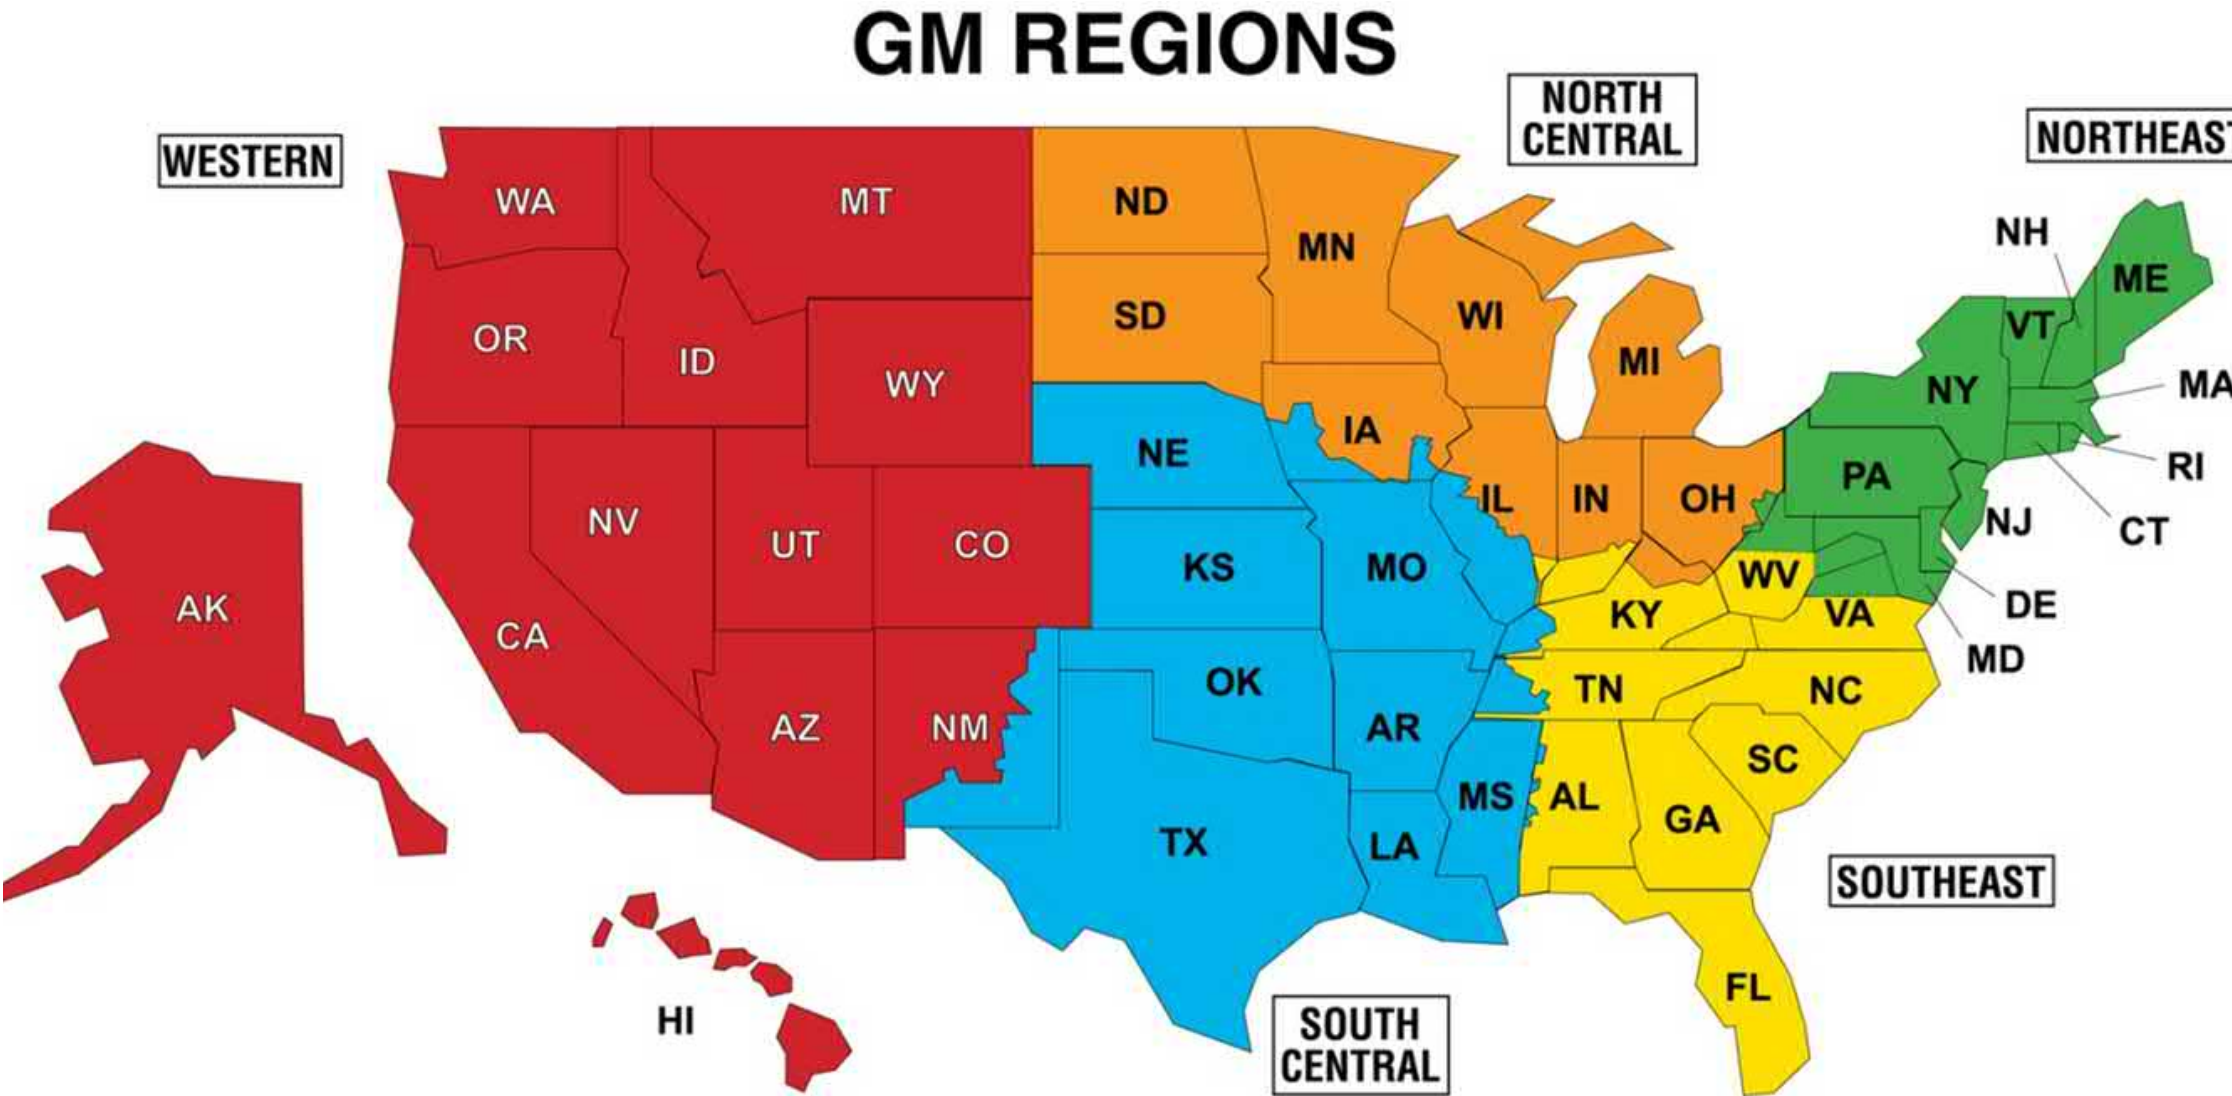 GM REGIONS
NORTH
CENTRAL
NORTHEAST
WESTERN
WA
MT
ND
MN
NH
ME
OR
ID
SD
WI
MI
VT
WY
NY
MA
NE
IA
PA
RI
NV
UT
CO
IL
IN
OH
NJ
CT
AK
CA
KS
MO
WV
DE
KY
VA
MD
AZ
NM
OK
AR
TN
NC
TX
LA
MS
AL
GA
SC
SOUTHEAST
FL
HI
SOUTH
CENTRAL